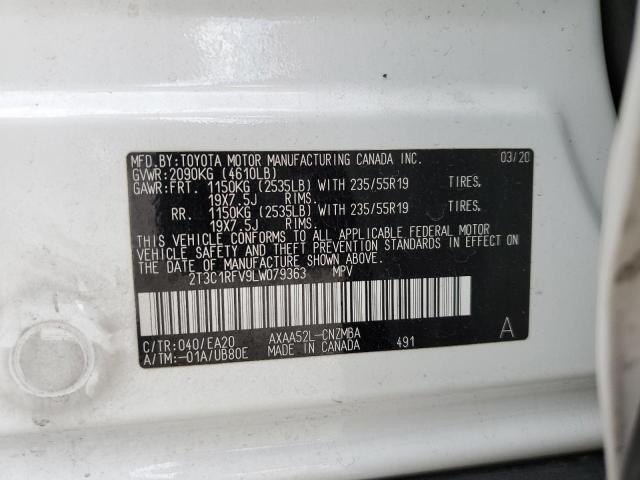 MFD.BY:TOYOTA MOTOR MANUFACTURING CANADA INC. 03/20
GVWR:2090KG (4610LB)
GAWR:FRT. 1150KG (2535LB) WITH 235/55R19 TIRES,
19X7.5J RIMS.
RR. 1150KG (2535LB) WITH 235/55R19 TIRES,
19X7.5J RIMS.
THIS VEHICLE CONFORMS TO ALL APPLICABLE FEDERAL MOTOR
VEHICLE SAFETY AND THEFT PREVENTION STANDARDS IN EFFECT ON
THE DATE OF MANUFACTURE SHOWN ABOVE.
2T3C1RFV9LW079363 MPV
C/TR:040/EA20 AXAA52L-CNZMBA A
A/TM:-01A/UB80E MADE IN CANADA 491